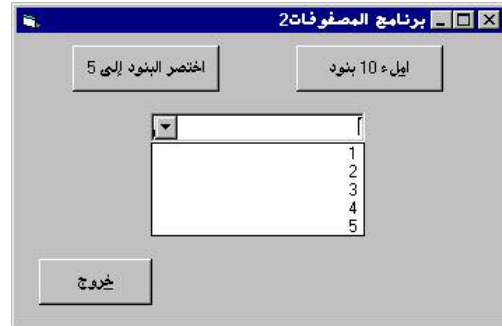 برنامج المصفوفات2
املء 10 بنود
اختصر البنود إلى 5
1
2
3
4
5
خروج